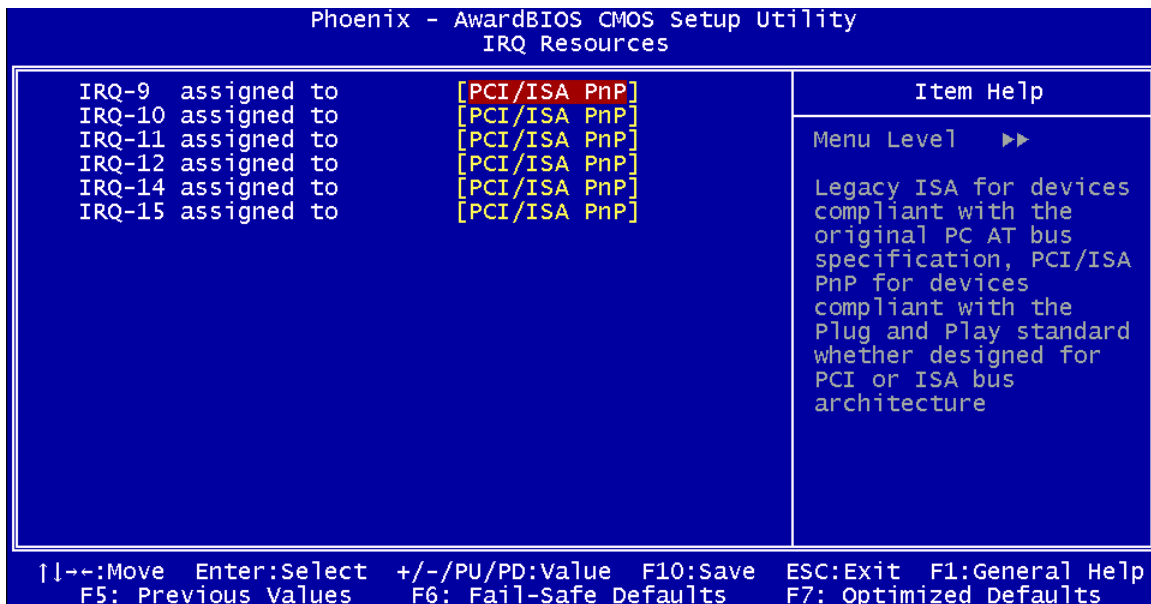 Phoenix - AwardBIOS CMOS Setup Utility
IRQ Resources
IRQ-9 assigned to [PCI/ISA PnP]
IRQ-10 assigned to [PCI/ISA PnP]
IRQ-11 assigned to [PCI/ISA PnP]
IRQ-12 assigned to [PCI/ISA PnP]
IRQ-14 assigned to [PCI/ISA PnP]
IRQ-15 assigned to [PCI/ISA PnP]
Item Help
Menu Level ▶▶
Legacy ISA for devices
compliant with the
original PC AT bus
specification, PCI/ISA
PnP for devices
compliant with the
Plug and Play standard
whether designed for
PCI or ISA bus
architecture
↑↓→←:Move Enter:Select +/-/PU/PD:Value F10:Save ESC:Exit F1:General Help
F5: Previous Values F6: Fail-Safe Defaults F7: Optimized Defaults